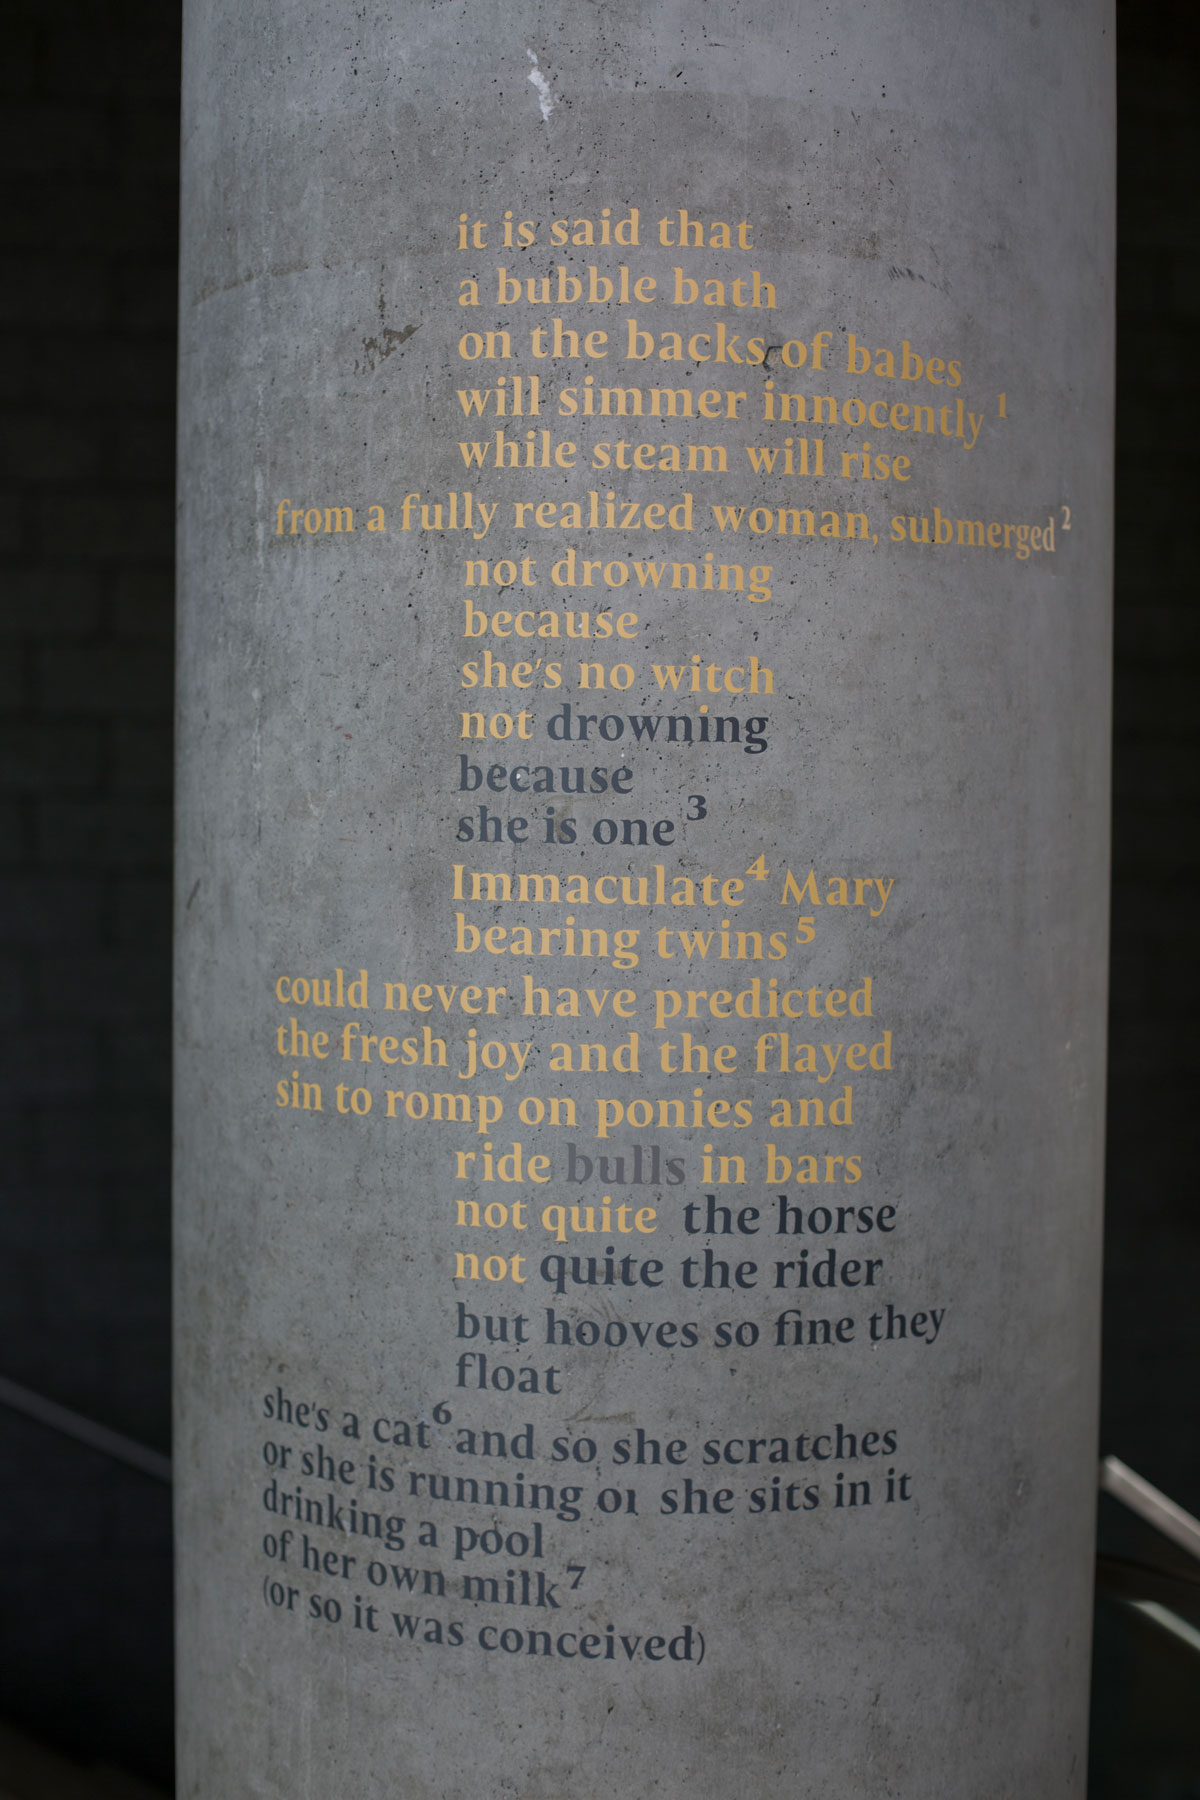 it is said that
a bubble bath
on the backs of babes
will simmer innocently 1
while steam will rise
from a fully realized woman, submerged 2
not drowning
because
she's no witch
not drowning
because
she is one 3
Immaculate 4 Mary
bearing twins 5
could never have predicted
the fresh joy and the flayed
sin to romp on ponies and
ride bulls in bars
not quite the horse
not quite the rider
but hooves so fine they
float
she's a cat 6 and so she scratches
or she is running or she sits in it
drinking a pool
of her own milk 7
(or so it was conceived)